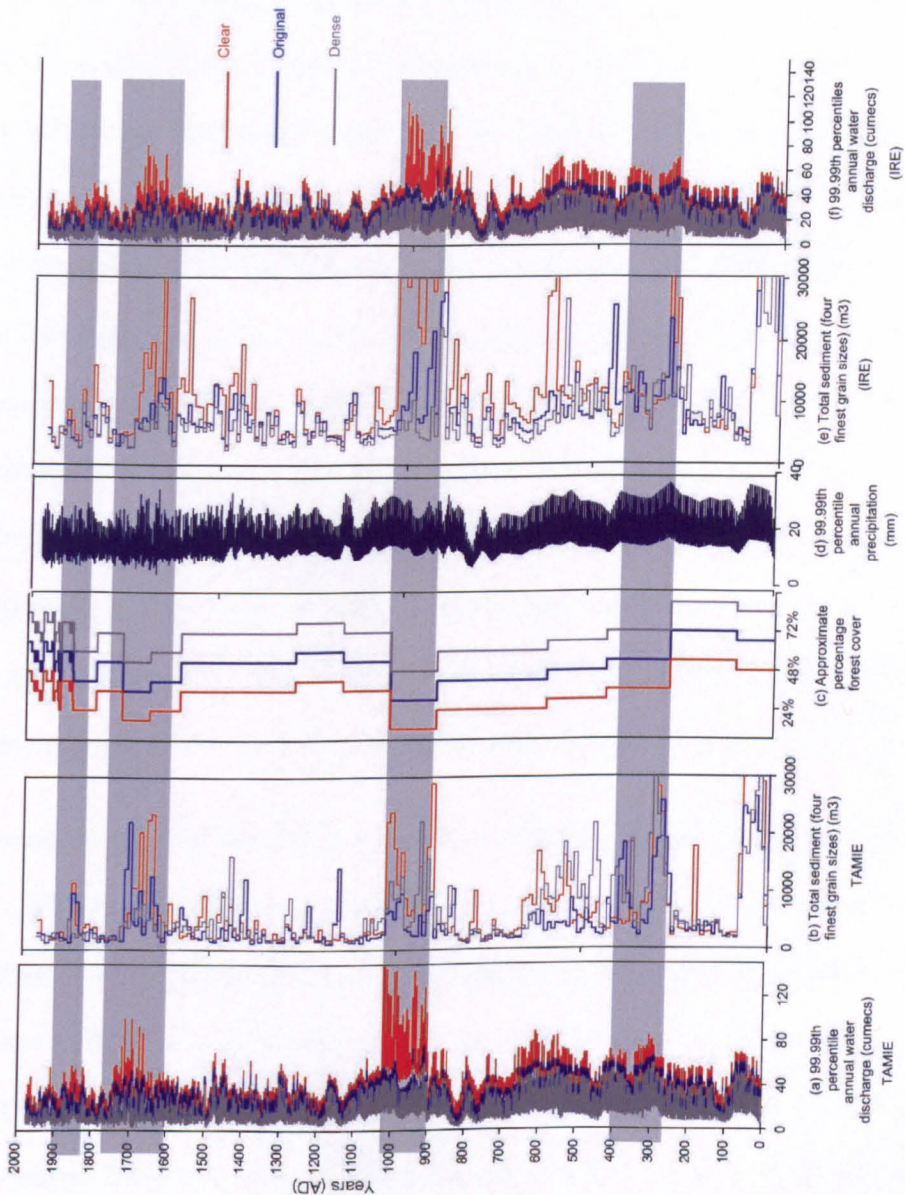 Clear
Original
Dense
Years (AD)
2000
1900
1800
1700
1600
1500
1400
1300
1200
1100
1000
900
800
700
600
500
400
300
200
100
0
0 40 80 120
(a) 99.99th
percentile
annual water
discharge (cumecs)
TAMIE
0 10000 20000 30000
(b) Total sediment (four
finest grain sizes) (m3)
TAMIE
24% 48% 72%
(c) Approximate
percentage
forest cover
0 20 40
(d) 99.99th
percentile
annual
precipitation
(mm)
10000 20000 30000
(e) Total sediment (four
finest grain sizes) (m3)
(IRE)
0 20 40 60 80 100 120 140
(f) 99.99th percentiles
annual water
discharge (cumecs)
(IRE)